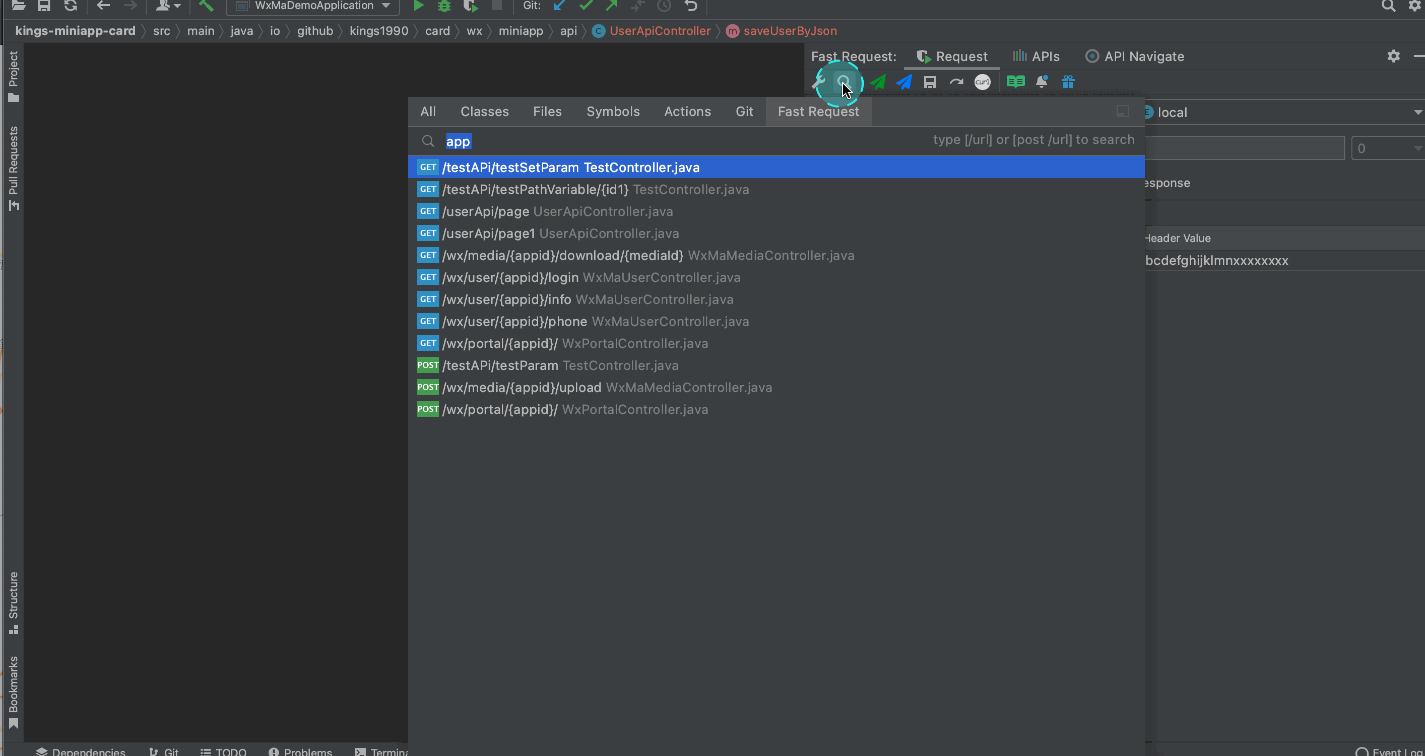 WxMaDemoApplication
Git:
kings-miniapp-card src main java io github kings1990 card wx miniapp api C UserApiController m saveUserByJson
Project
Pull Requests
Structure
Bookmarks
Fast Request: Request APIs API Navigate
curl
All Classes Files Symbols Actions Git Fast Request
local
app
type [/url] or [post /url] to search
0
GET /testAPi/testSetParam TestController.java
esponse
GET /testAPi/testPathVariable/{id1} TestController.java
GET /userApi/page UserApiController.java
GET /userApi/page1 UserApiController.java
Header Value
GET /wx/media/{appid}/download/{mediaId} WxMaMediaController.java
bcdefghijklmnxxxxxxxx
GET /wx/user/{appid}/login WxMaUserController.java
GET /wx/user/{appid}/info WxMaUserController.java
GET /wx/user/{appid}/phone WxMaUserController.java
GET /wx/portal/{appid}/ WxPortalController.java
POST /testAPi/testParam TestController.java
POST /wx/media/{appid}/upload WxMaMediaController.java
POST /wx/portal/{appid}/ WxPortalController.java
Dependencies Git TODO Problems Termina
Event Log